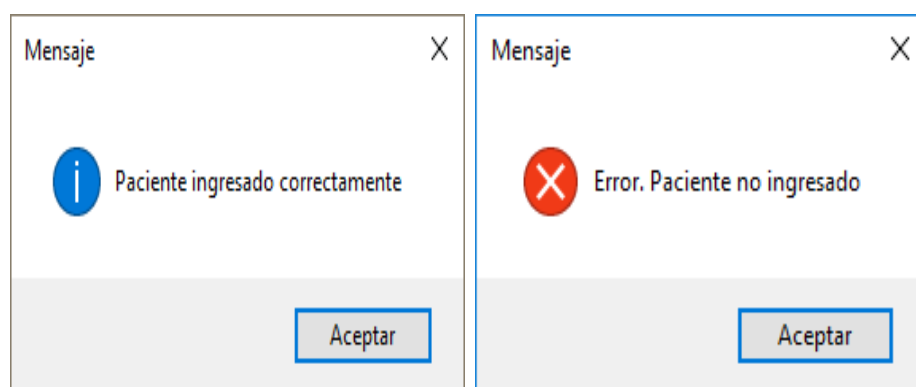 Mensaje
Paciente ingresado correctamente
Aceptar
Mensaje
Error. Paciente no ingresado
Aceptar